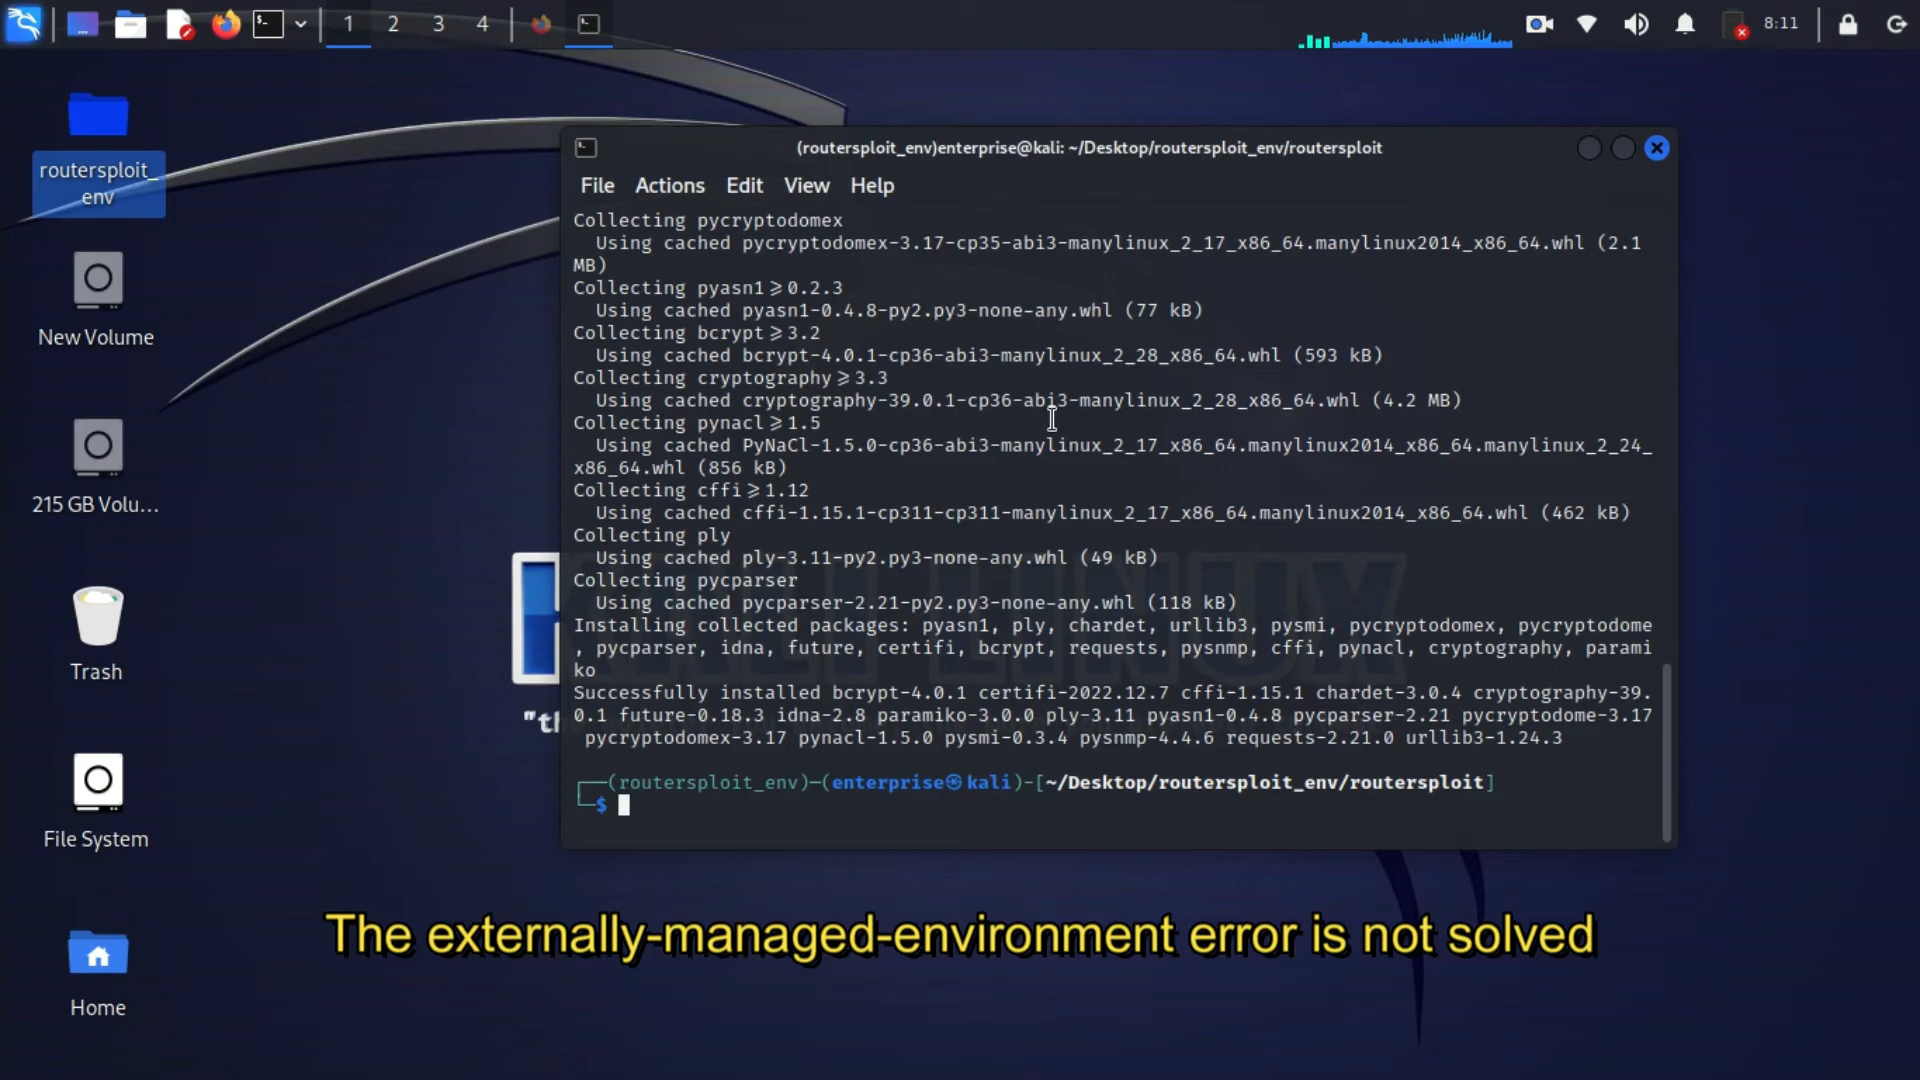 1 2 3 4
8:11
routersploit_
env
New Volume
215 GB Volu...
Trash
File System
Home
(routersploit_env)enterprise@kali: ~/Desktop/routersploit_env/routersploit
File Actions Edit View Help
Collecting pycryptodomex
Using cached pycryptodomex-3.17-cp35-abi3-manylinux_2_17_x86_64.manylinux2014_x86_64.whl (2.1
MB)
Collecting pyasn1≥0.2.3
Using cached pyasn1-0.4.8-py2.py3-none-any.whl (77 kB)
Collecting bcrypt≥3.2
Using cached bcrypt-4.0.1-cp36-abi3-manylinux_2_28_x86_64.whl (593 kB)
Collecting cryptography≥3.3
Using cached cryptography-39.0.1-cp36-abi3-manylinux_2_28_x86_64.whl (4.2 MB)
Collecting pynacl≥1.5
Using cached PyNaCl-1.5.0-cp36-abi3-manylinux_2_17_x86_64.manylinux2014_x86_64.manylinux_2_24_
x86_64.whl (856 kB)
Collecting cffi≥1.12
Using cached cffi-1.15.1-cp311-cp311-manylinux_2_17_x86_64.manylinux2014_x86_64.whl (462 kB)
Collecting ply
Using cached ply-3.11-py2.py3-none-any.whl (49 kB)
Collecting pycparser
Using cached pycparser-2.21-py2.py3-none-any.whl (118 kB)
Installing collected packages: pyasn1, ply, chardet, urllib3, pysmi, pycryptodomex, pycryptodome
, pycparser, idna, future, certifi, bcrypt, requests, pysnmp, cffi, pynacl, cryptography, parami
ko
Successfully installed bcrypt-4.0.1 certifi-2022.12.7 cffi-1.15.1 chardet-3.0.4 cryptography-39.
0.1 future-0.18.3 idna-2.8 paramiko-3.0.0 ply-3.11 pyasn1-0.4.8 pycparser-2.21 pycryptodome-3.17
pycryptodomex-3.17 pynacl-1.5.0 pysmi-0.3.4 pysnmp-4.4.6 requests-2.21.0 urllib3-1.24.3
┌──(routersploit_env)─(enterprise㉿kali)-[~/Desktop/routersploit_env/routersploit]
└─$
KALI LINUX
"th
The externally-managed-environment error is not solved